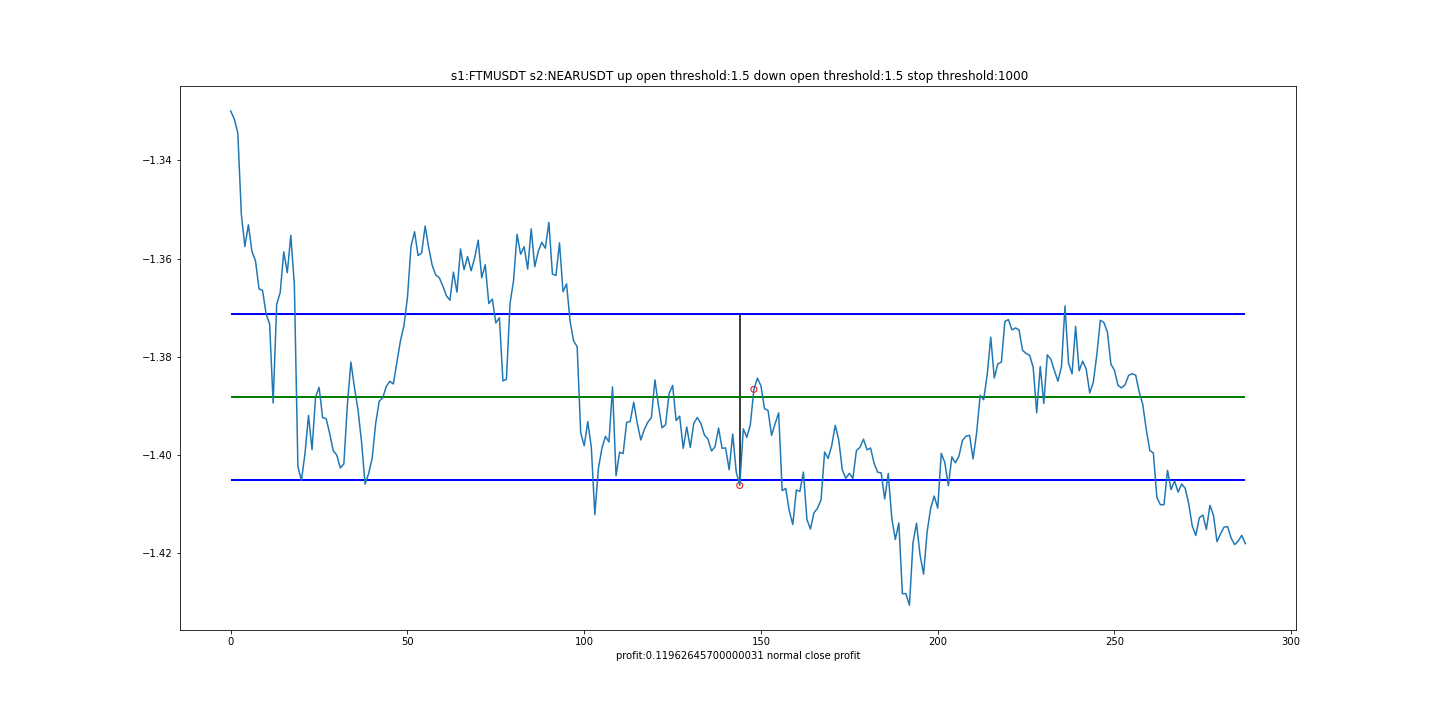 s1:FTMUSDT s2:NEARUSDT up open threshold:1.5 down open threshold:1.5 stop threshold:1000
−1.34
−1.36
−1.38
−1.40
−1.42
0 50 100 150 200 250 300
profit:0.11962645700000031 normal close profit